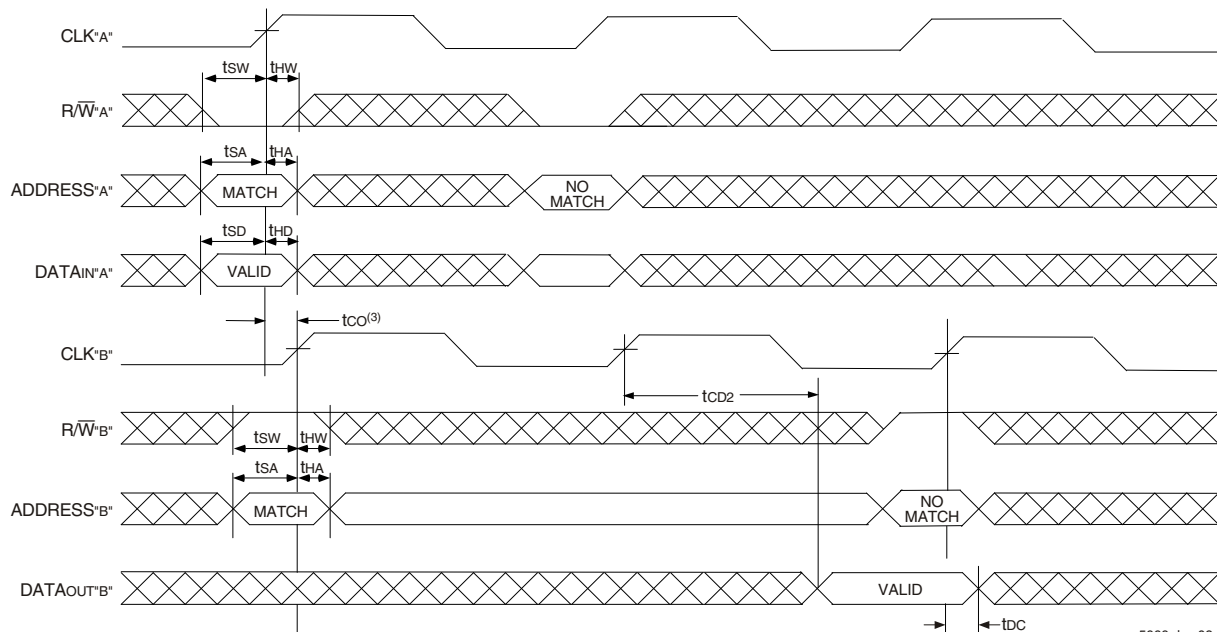 CLK"A"
tSW tHW
R/W̅"A"
tSA tHA
ADDRESS"A" MATCH NO MATCH
tSD tHD
DATAIN"A" VALID
tCO(3)
CLK"B"
tCD2
R/W̅"B"
tSW tHW
tSA tHA
ADDRESS"B" MATCH NO MATCH
DATAOUT"B" VALID
tDC